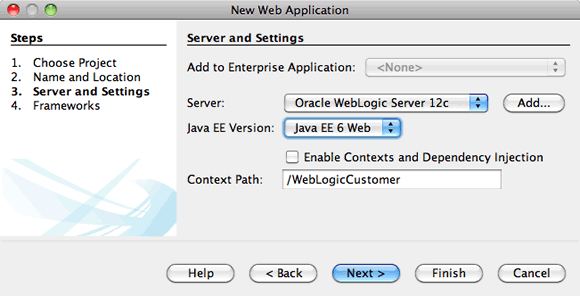 New Web Application
Steps
1. Choose Project
2. Name and Location
3. Server and Settings
4. Frameworks
Server and Settings
Add to Enterprise Application: <None>
Server: Oracle WebLogic Server 12c Add...
Java EE Version: Java EE 6 Web
Enable Contexts and Dependency Injection
Context Path: /WebLogicCustomer
Help < Back Next > Finish Cancel